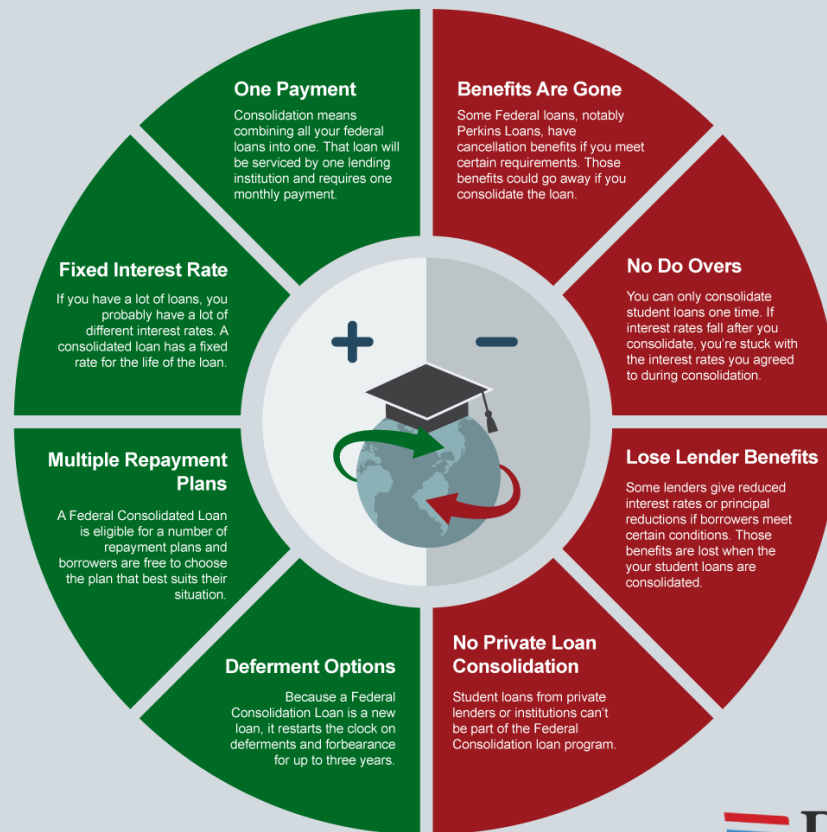 One Payment
Consolidation means
combining all your federal
loans into one. That loan will
be serviced by one lending
institution and requires one
monthly payment.
Benefits Are Gone
Some Federal loans, notably
Perkins Loans, have
cancellation benefits if you meet
certain requirements. Those
benefits could go away if you
consolidate the loan.
Fixed Interest Rate
If you have a lot of loans, you
probably have a lot of
different interest rates. A
consolidated loan has a fixed
rate for the life of the loan.
No Do Overs
You can only consolidate
student loans one time. If
interest rates fall after you
consolidate, you're stuck with
the interest rates you agreed
to during consolidation.
Multiple Repayment
Plans
A Federal Consolidated Loan
is eligible for a number of
repayment plans and
borrowers are free to choose
the plan that best suits their
situation.
Lose Lender Benefits
Some lenders give reduced
interest rates or principal
reductions if borrowers meet
certain conditions. Those
benefits are lost when the
your student loans are
consolidated.
Deferment Options
Because a Federal
Consolidation Loan is a new
loan, it restarts the clock on
deferments and forbearance
for up to three years.
No Private Loan
Consolidation
Student loans from private
lenders or institutions can't
be part of the Federal
Consolidation loan program.